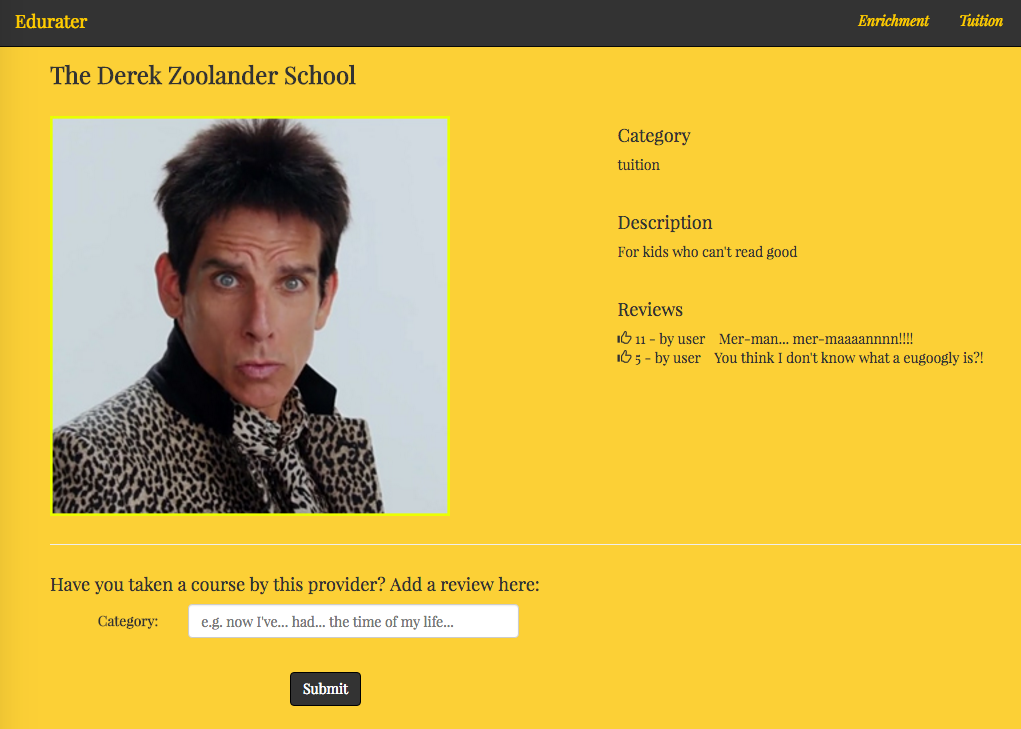 Edurater
Enrichment Tuition
The Derek Zoolander School
Category
tuition
Description
For kids who can't read good
Reviews
11 - by user Mer-man... mer-maaaannnn!!!!
5 - by user You think I don't know what a eugoogly is?!
Have you taken a course by this provider? Add a review here:
Category: e.g. now I've... had... the time of my life...
Submit